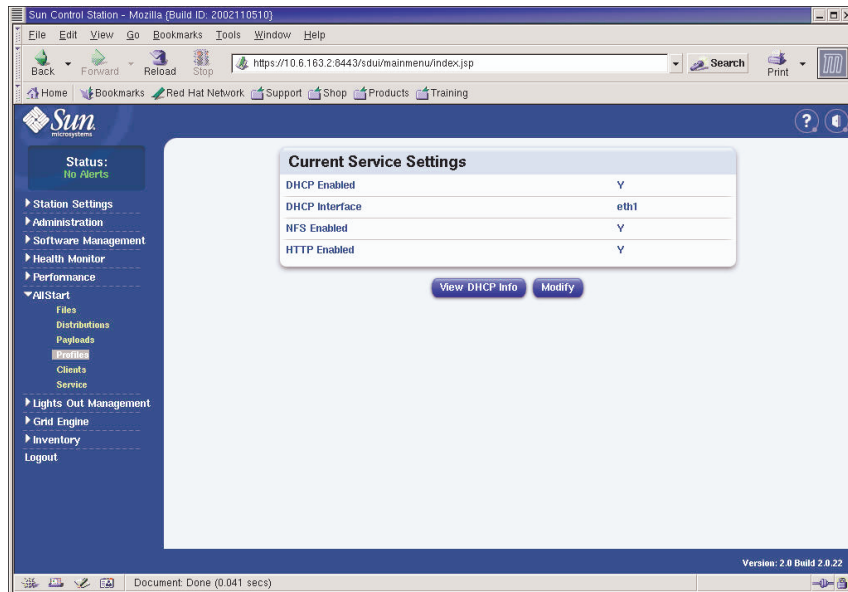 Sun Control Station - Mozilla {Build ID: 2002110510}
File Edit View Go Bookmarks Tools Window Help
Back Forward Reload Stop https://10.6.163.2:8443/sdui/mainmenu/index.jsp Search Print
Home Bookmarks Red Hat Network Support Shop Products Training
Sun
microsystems
Status:
No Alerts
Station Settings
Administration
Software Management
Health Monitor
Performance
AllStart
Files
Distributions
Payloads
Profiles
Clients
Service
Lights Out Management
Grid Engine
Inventory
Logout
Current Service Settings
DHCP Enabled Y
DHCP Interface eth1
NFS Enabled Y
HTTP Enabled Y
View DHCP Info Modify
Version: 2.0 Build 2.0.22
Document: Done (0.041 secs)